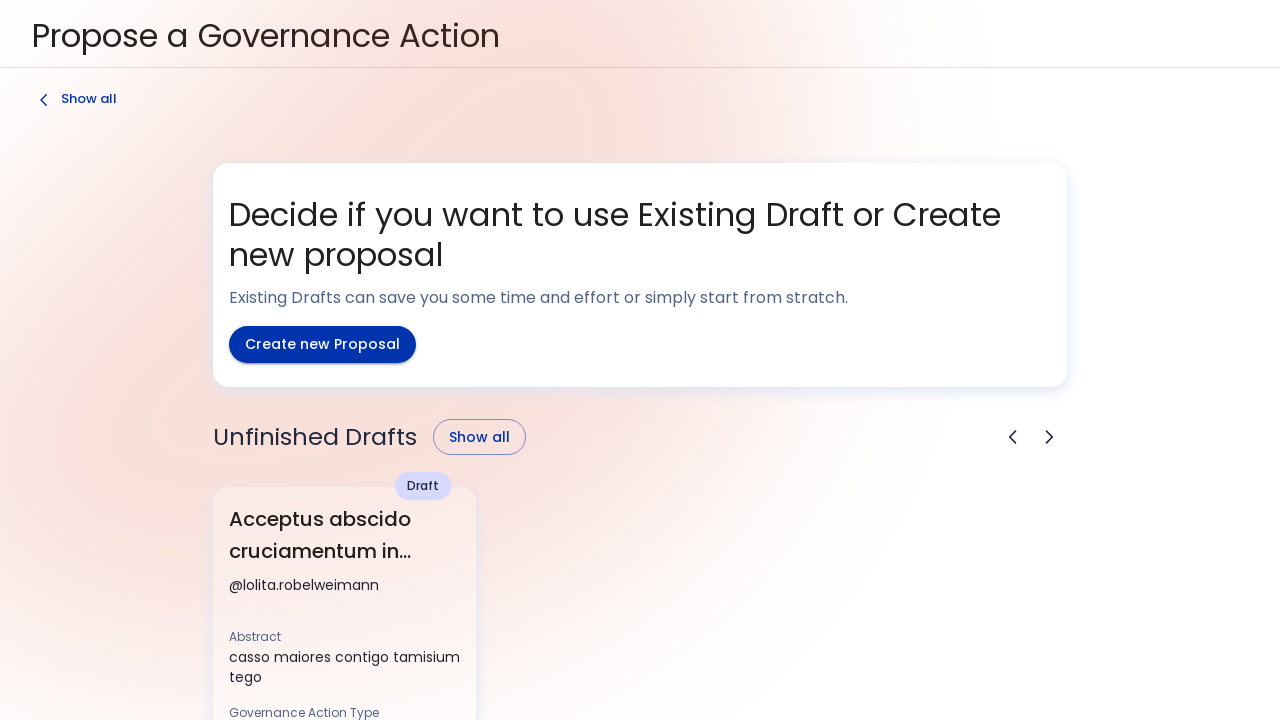 Propose a Governance Action
Show all
Decide if you want to use Existing Draft or Create
new proposal
Existing Drafts can save you some time and effort or simply start from stratch.
Create new Proposal
Unfinished Drafts
Show all
Draft
Acceptus abscido
cruciamentum in...
@lolita.robelweimann
Abstract
casso maiores contigo tamisium
tego
Governance Action Type